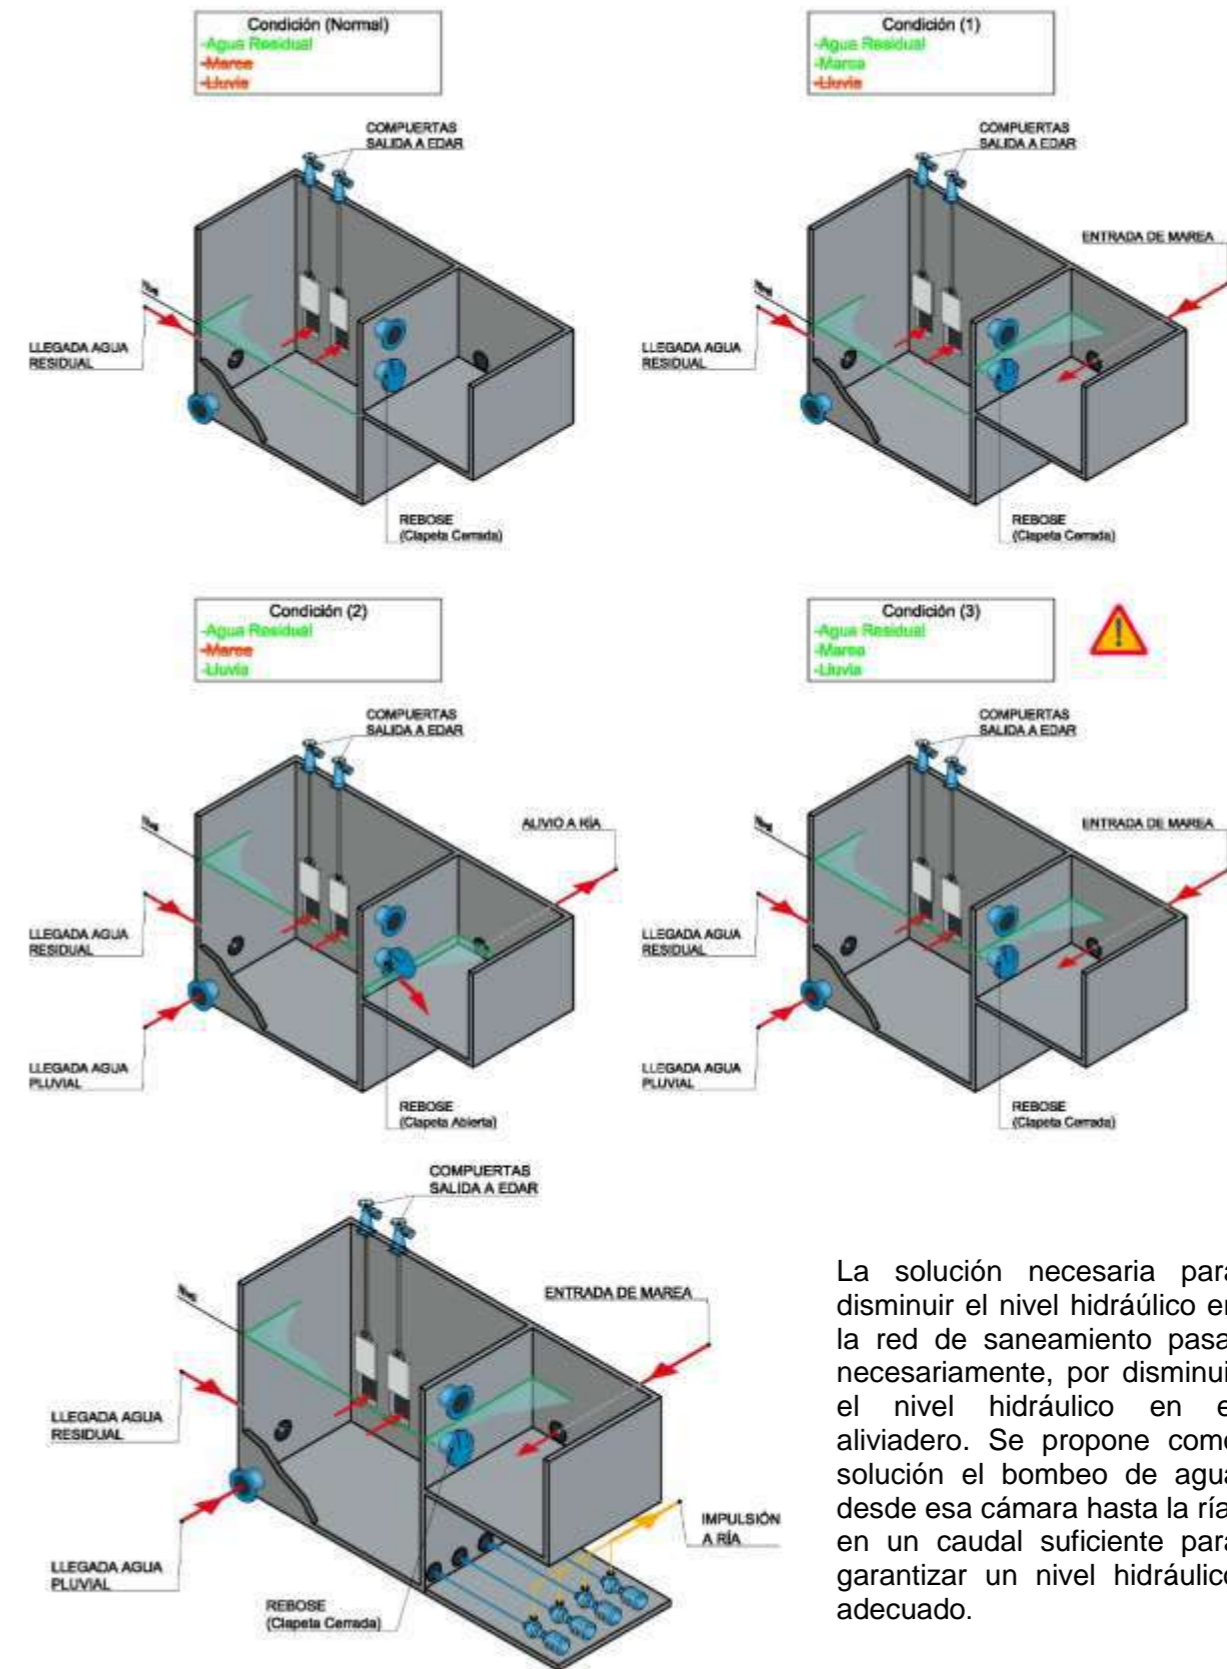 Condición (Normal)
-Agua Residual
-Marea
-Lluvia
COMPUERTAS
SALIDA A EDAR
Nivel
LLEGADA AGUA
RESIDUAL
REBOSE
(Clapeta Cerrada)
Condición (1)
-Agua Residual
-Marea
-Lluvia
COMPUERTAS
SALIDA A EDAR
ENTRADA DE MAREA
Nivel
LLEGADA AGUA
RESIDUAL
REBOSE
(Clapeta Cerrada)
Condición (2)
-Agua Residual
-Marea
-Lluvia
COMPUERTAS
SALIDA A EDAR
ALIVIO A RÍA
Nivel
LLEGADA AGUA
RESIDUAL
LLEGADA AGUA
PLUVIAL
REBOSE
(Clapeta Abierta)
Condición (3)
-Agua Residual
-Marea
-Lluvia
!
COMPUERTAS
SALIDA A EDAR
ENTRADA DE MAREA
Nivel
LLEGADA AGUA
RESIDUAL
LLEGADA AGUA
PLUVIAL
REBOSE
(Clapeta Cerrada)
COMPUERTAS
SALIDA A EDAR
ENTRADA DE MAREA
Nivel
LLEGADA AGUA
RESIDUAL
LLEGADA AGUA
PLUVIAL
IMPULSIÓN
A RÍA
REBOSE
(Clapeta Cerrada)
La solución necesaria para
disminuir el nivel hidráúlico en
la red de saneamiento pasa,
necesariamente, por disminuir
el nivel hidráulico en el
aliviadero. Se propone como
solución el bombeo de agua
desde esa cámara hasta la ría,
en un caudal suficiente para
garantizar un nivel hidráulico
adecuado.